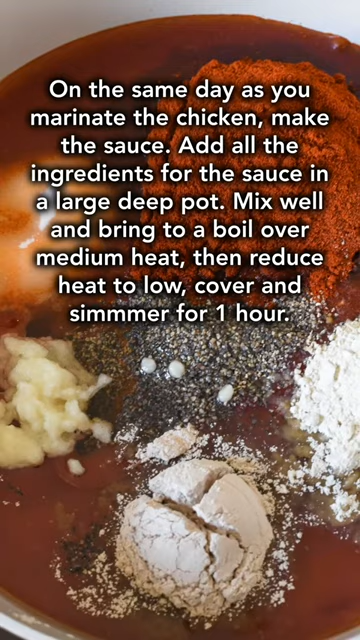 On the same day as you
marinate the chicken, make
the sauce. Add all the
ingredients for the sauce in
a large deep pot. Mix well
and bring to a boil over
medium heat, then reduce
heat to low, cover and
simmmer for 1 hour.